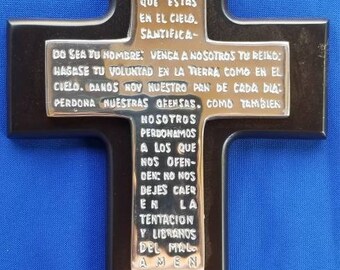 QUE ESTAS
EN EL CIELO.
SANTIFICA-
DO SEA TU NOMBRE: VENGA A NOSOTROS TU REINO:
HAGASE TU VOLUNTAD EN LA TIERRA COMO EN EL
CIELO. DANOS HOY NUESTRO PAN DE CADA DIA:
PERDONA NUESTRAS OFENSAS: COMO TAMBIEN
NOSOTROS
PERDONAMOS
A LOS QUE
NOS OFEN-
DEN: NO NOS
DEJES CAER
EN LA
TENTACION
Y LIBRANOS
DEL MAL.
AMEN